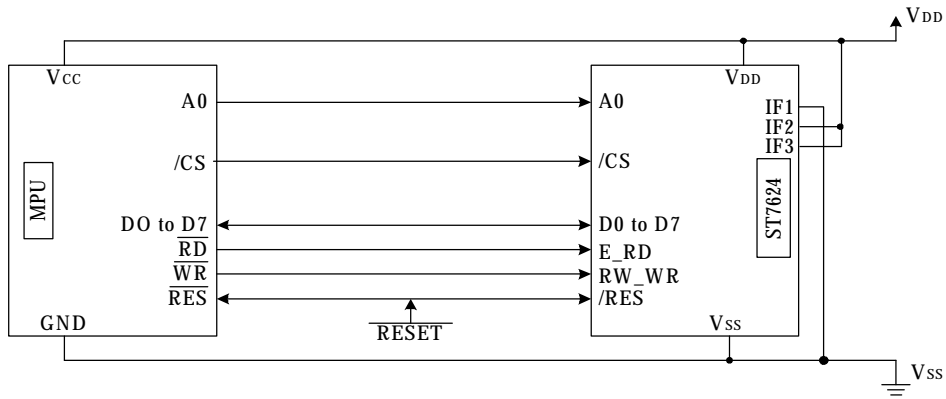 VDD
VCC
VDD
A0
A0
IF1
IF2
IF3
/CS
/CS
MPU
ST7624
DO to D7
D0 to D7
RD
E_RD
WR
RW_WR
RES
/RES
GND
RESET
VSS
VSS